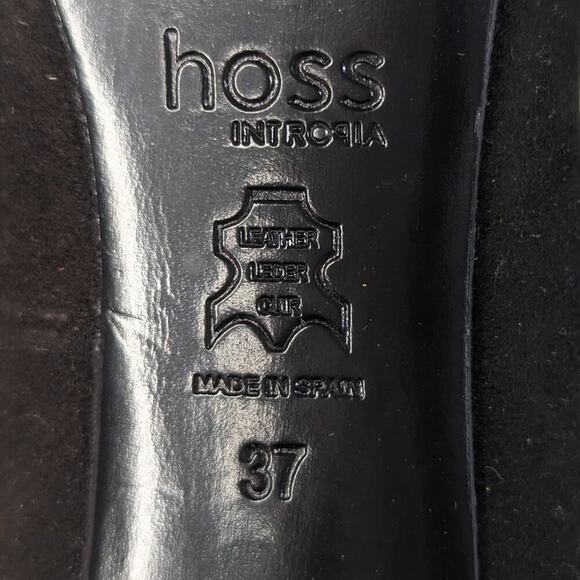 hoss
INTROPIA
LEATHER
LEDER
CUIR
MADE IN SPAIN
37